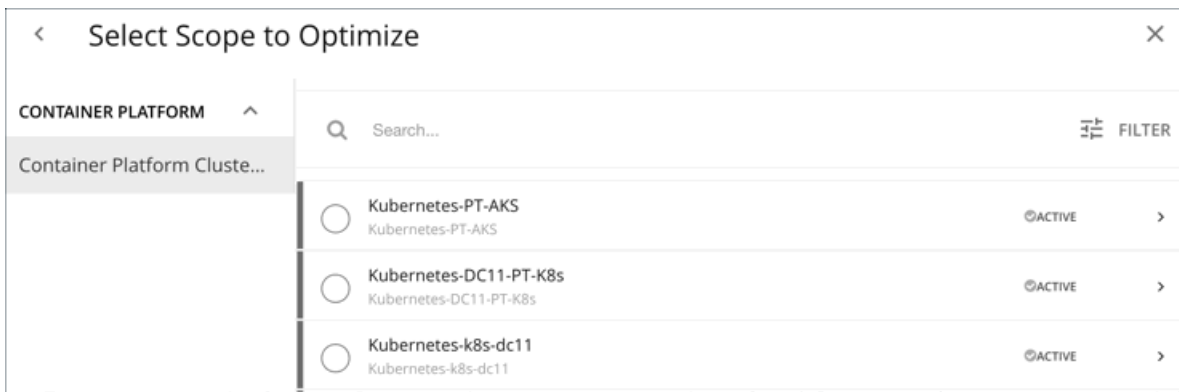 Select Scope to Optimize
CONTAINER PLATFORM
Container Platform Cluste...
Search...
FILTER
Kubernetes-PT-AKS
Kubernetes-PT-AKS
ACTIVE
Kubernetes-DC11-PT-K8s
Kubernetes-DC11-PT-K8s
ACTIVE
Kubernetes-k8s-dc11
Kubernetes-k8s-dc11
ACTIVE